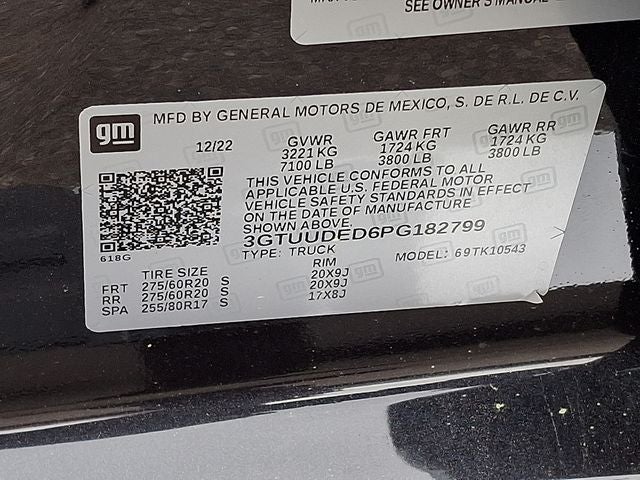 SEE OWNER'S MANUAL
gm
MFD BY GENERAL MOTORS DE MEXICO, S. DE R.L. DE C.V.
12/22 GVWR GAWR FRT GAWR RR
3221 KG 1724 KG 1724 KG
7100 LB 3800 LB 3800 LB
THIS VEHICLE CONFORMS TO ALL
APPLICABLE U.S. FEDERAL MOTOR
VEHICLE SAFETY STANDARDS IN EFFECT
ON THE DATE OF MANUFACTURE
SHOWN ABOVE.
3GTUUDED6PG182799
618G
TYPE: TRUCK MODEL: 69TK10543
TIRE SIZE RIM
FRT 275/60R20 S 20X9J
RR 275/60R20 S 20X9J
SPA 255/80R17 S 17X8J